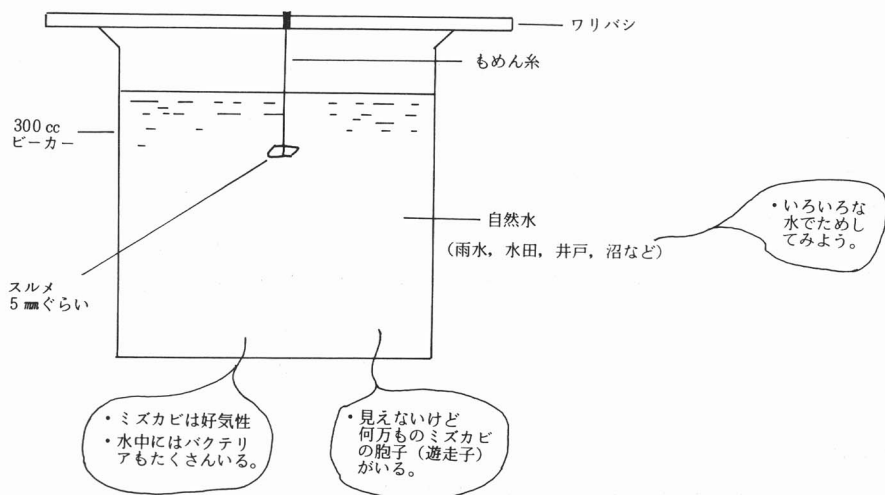 ワリバシ
もめん糸
300cc
ビーカー
自然水
(雨水,水田,井戸,沼など)
・いろいろな
水でためし
てみよう。
スルメ
5㎜ぐらい
・ミズカビは好気性
・水中にはバクテリ
アもたくさんいる。
・見えないけど
何万ものミズカビ
の胞子(遊走子)
がいる。